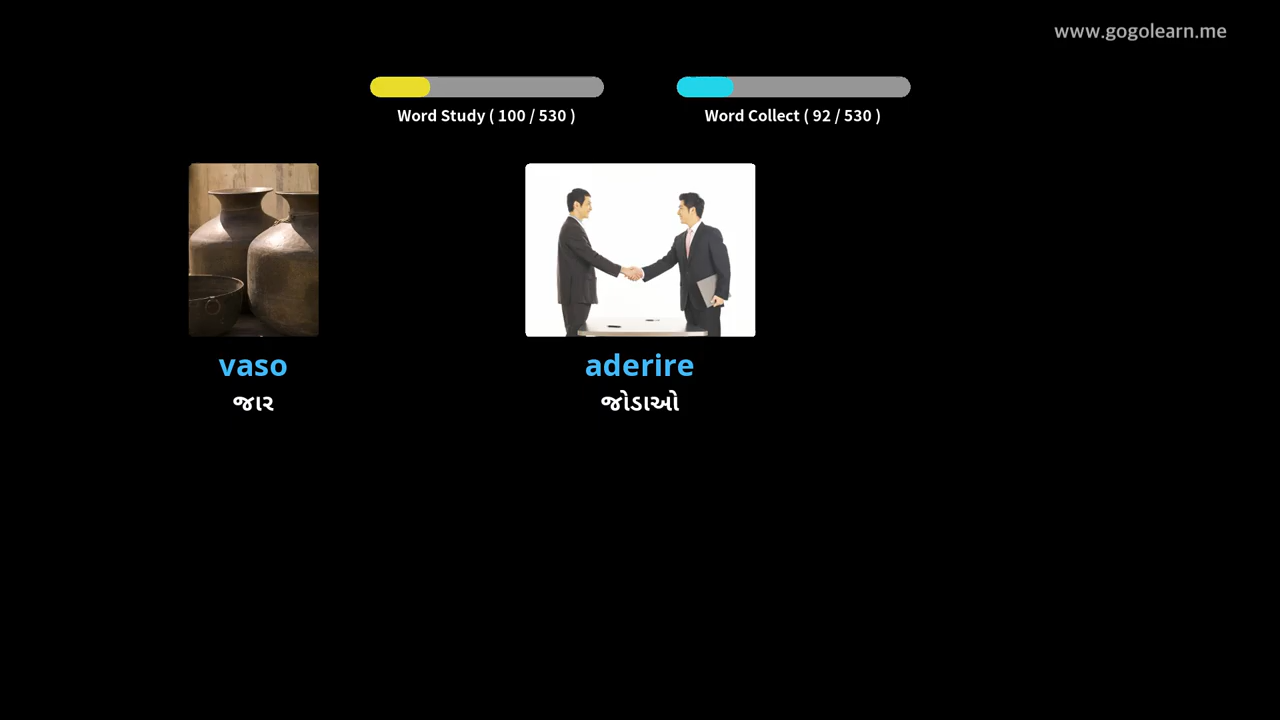 www.gogolearn.me
Word Study ( 100 / 530 )
Word Collect ( 92 / 530 )
vaso
જાર
aderire
જોડાઓ